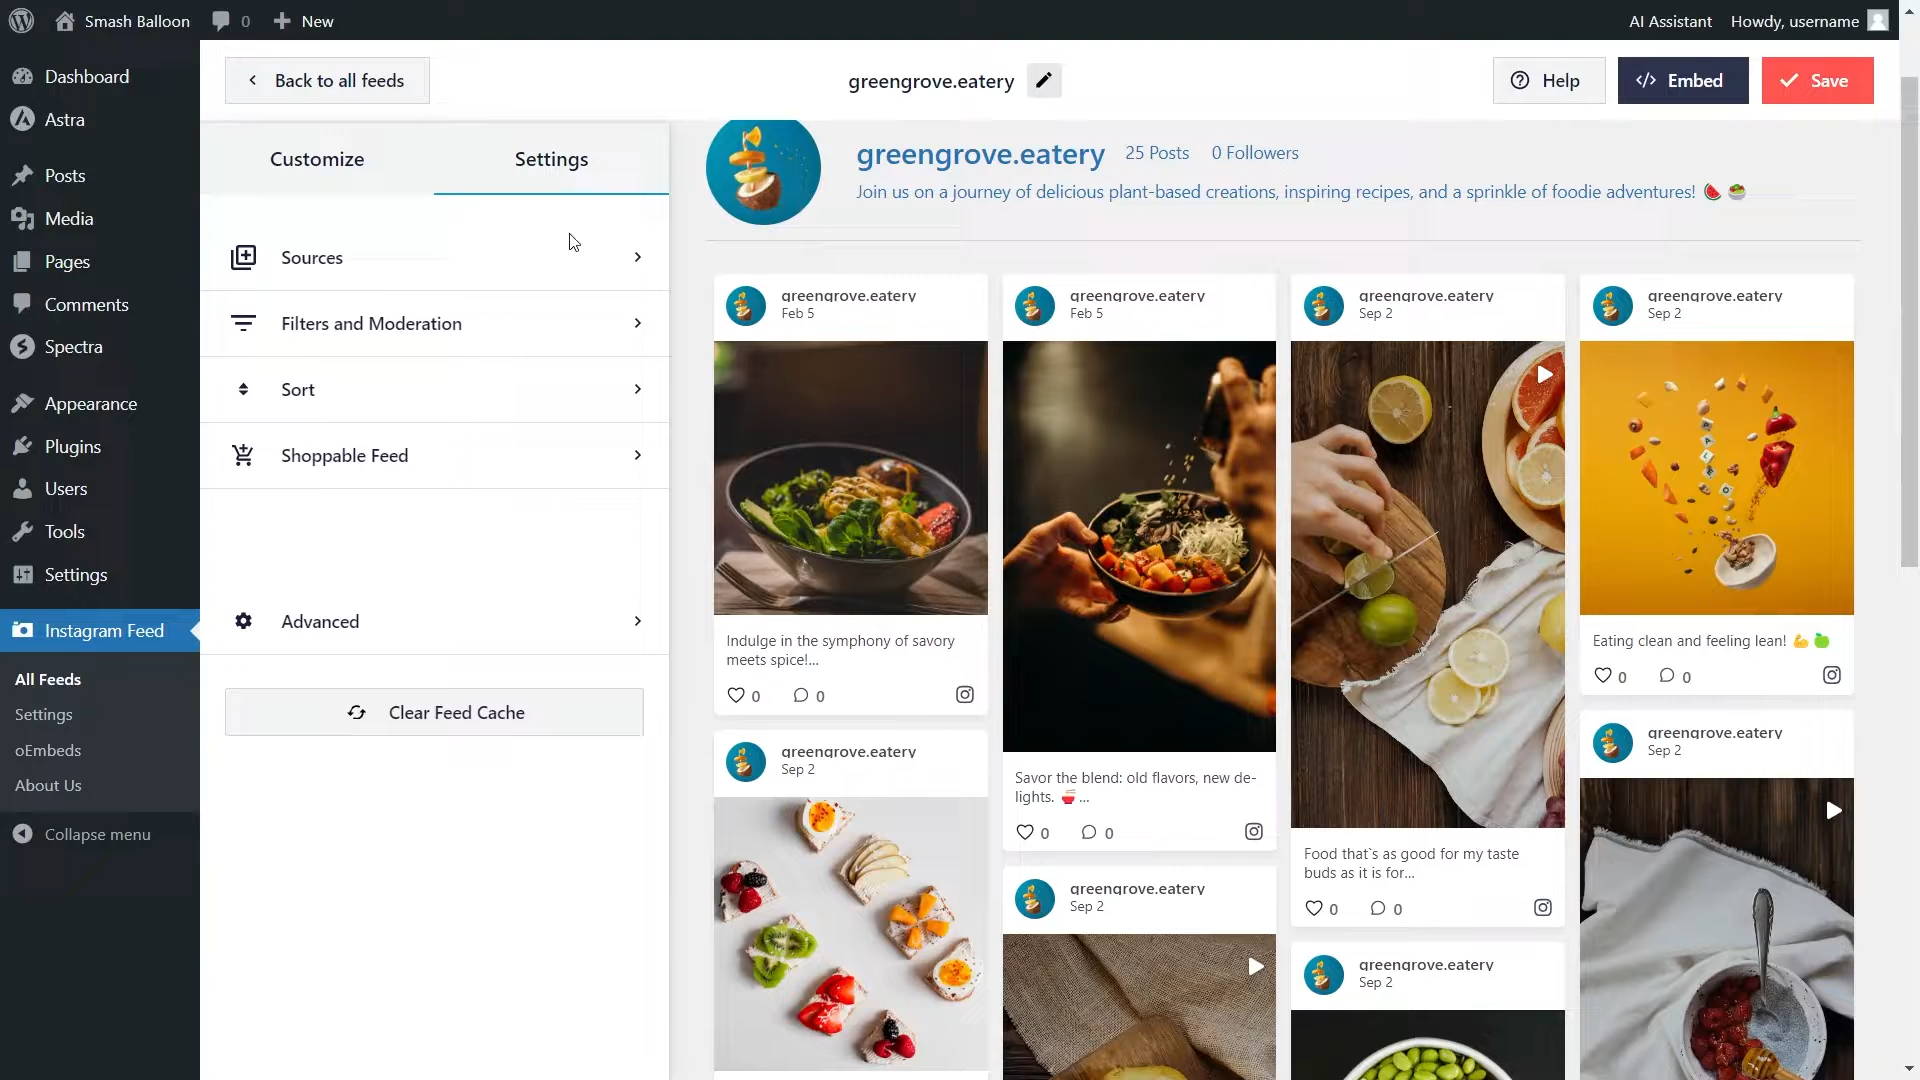 Smash Balloon
0
New
AI Assistant
Howdy, username
Dashboard
Astra
Posts
Media
Pages
Comments
Spectra
Appearance
Plugins
Users
Tools
Settings
Instagram Feed
All Feeds
Settings
oEmbeds
About Us
Collapse menu
Back to all feeds
greengrove.eatery
Help
Embed
Save
Customize
Settings
Sources
Filters and Moderation
Sort
Shoppable Feed
Advanced
Clear Feed Cache
greengrove.eatery
25 Posts
0 Followers
Join us on a journey of delicious plant-based creations, inspiring recipes, and a sprinkle of foodie adventures! 🍉 🥗
greengrove.eatery
Feb 5
Indulge in the symphony of savory
meets spice!...
0
0
greengrove.eatery
Sep 2
greengrove.eatery
Feb 5
Savor the blend: old flavors, new de-
lights. 🍜 ...
0
0
greengrove.eatery
Sep 2
greengrove.eatery
Sep 2
Food that`s as good for my taste
buds as it is for...
0
0
greengrove.eatery
Sep 2
greengrove.eatery
Sep 2
Eating clean and feeling lean! 💪 🍏
0
0
greengrove.eatery
Sep 2